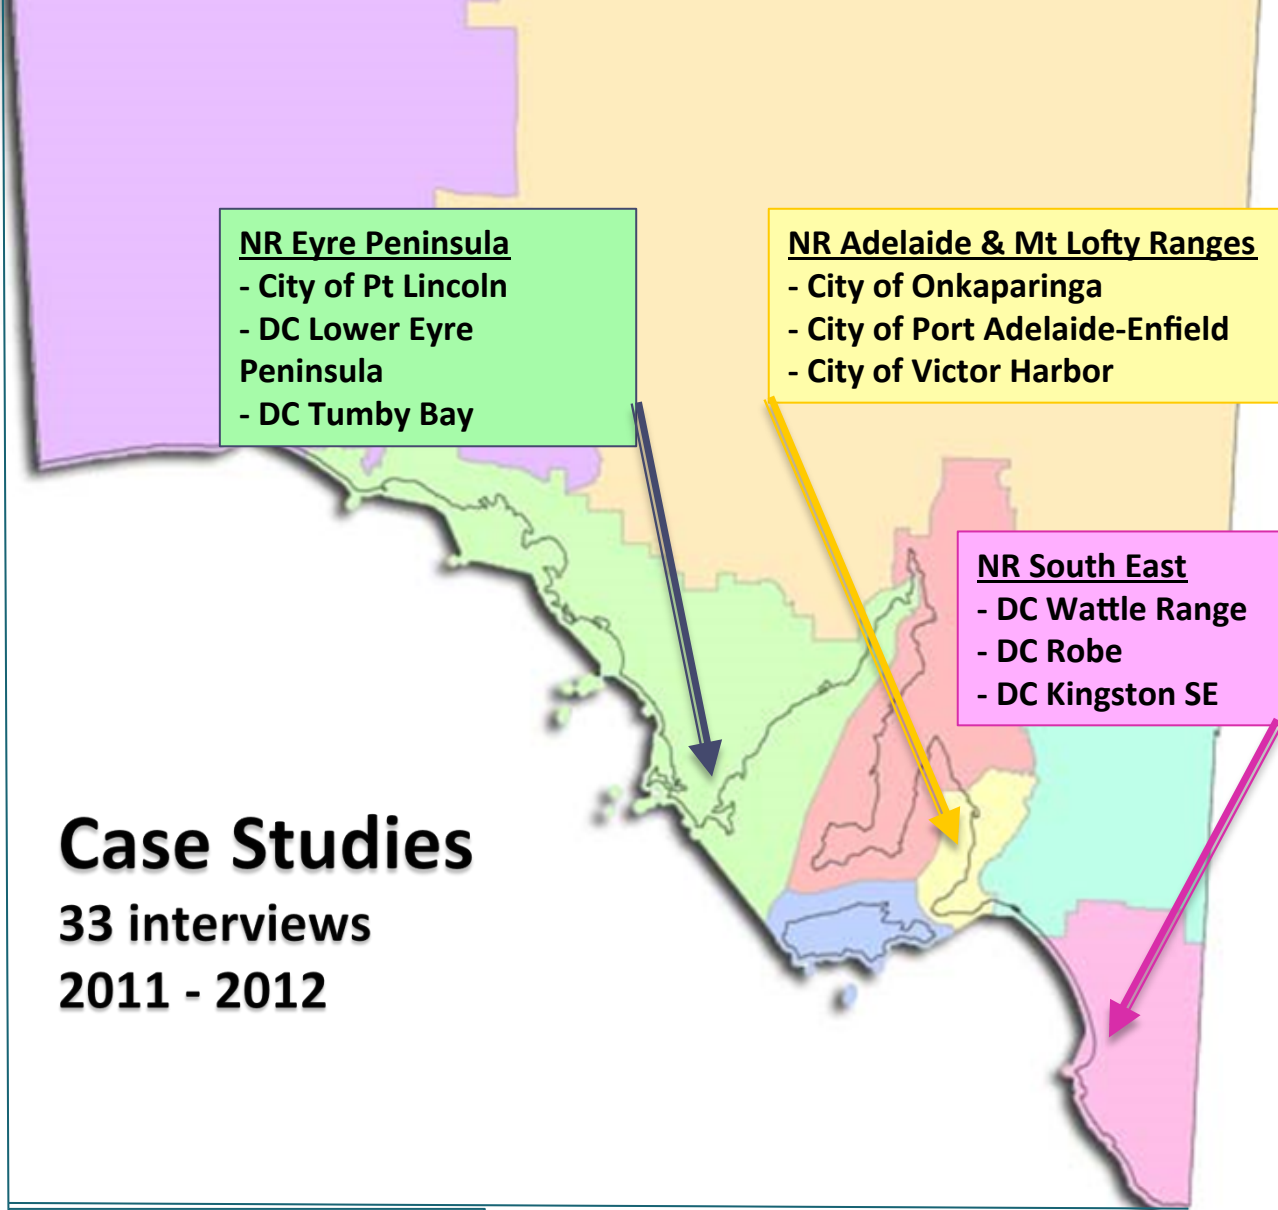 NR Eyre Peninsula
- City of Pt Lincoln
- DC Lower Eyre
Peninsula
- DC Tumby Bay
NR Adelaide & Mt Lofty Ranges
- City of Onkaparinga
- City of Port Adelaide-Enfield
- City of Victor Harbor
NR South East
- DC Wattle Range
- DC Robe
- DC Kingston SE
Case Studies
33 interviews
2011 - 2012